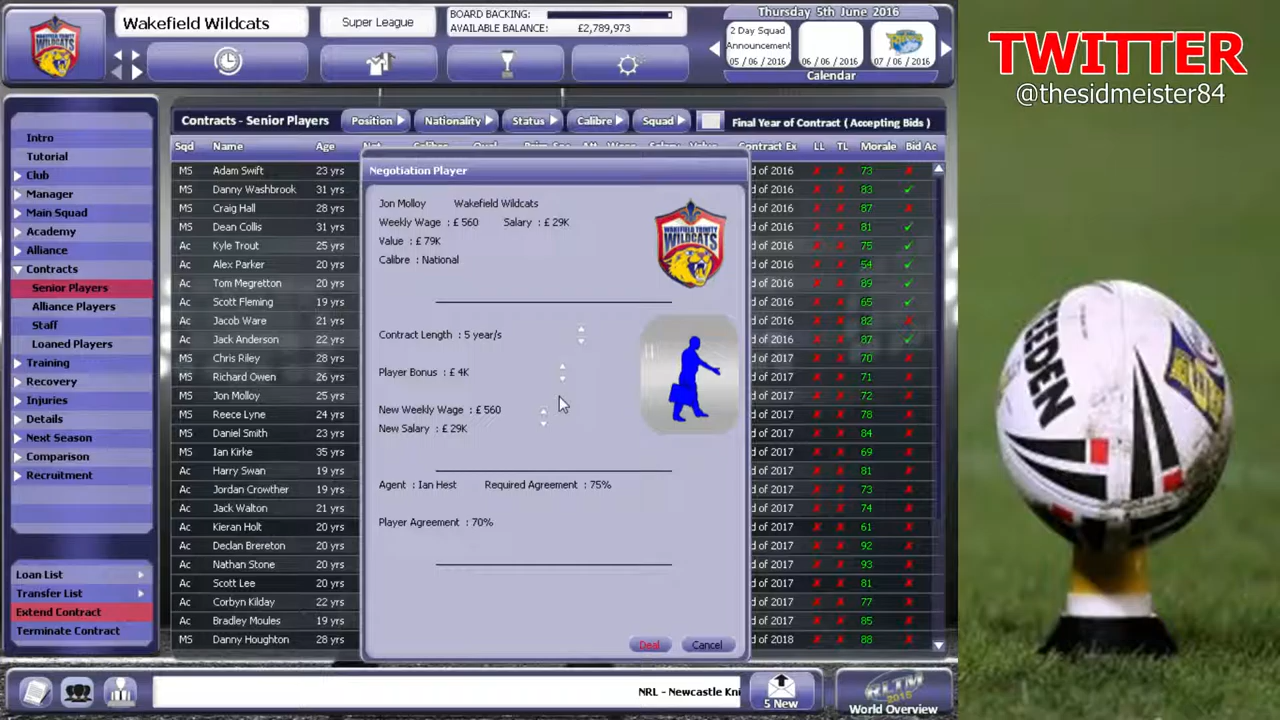 Wakefield Wildcats
Super League
BOARD BACKING:
AVAILABLE BALANCE: £2,789,973
Thursday 5th June 2016
2 Day Squad
Announcement
05 / 06 / 2016
06 / 06 / 2016
07 / 06 / 2016
Calendar
TWITTER
@thesidmeister84
Intro
Tutorial
Club
Manager
Main Squad
Academy
Alliance
Contracts
Senior Players
Alliance Players
Staff
Loaned Players
Training
Recovery
Injuries
Details
Next Season
Comparison
Recruitment
Loan List
Transfer List
Extend Contract
Terminate Contract
Contracts - Senior Players Position Nationality Status Calibre Squad Final Year of Contract ( Accepting Bids )
Sqd Name Age LL TL Morale Bid Ac
MS Adam Swift 23 yrs d of 2016 ✗ ✗ 73 ✗
MS Danny Washbrook 31 yrs d of 2016 ✗ ✗ 83 ✓
MS Craig Hall 28 yrs d of 2016 ✗ ✗ 87 ✗
MS Dean Collis 31 yrs d of 2016 ✗ ✗ 81 ✓
Ac Kyle Trout 25 yrs d of 2016 ✗ ✗ 75 ✓
Ac Alex Parker 20 yrs d of 2016 ✗ ✗ 54 ✓
Ac Tom Megretton 20 yrs d of 2016 ✗ ✗ 89 ✓
Ac Scott Fleming 19 yrs d of 2016 ✗ ✗ 65 ✓
Ac Jacob Ware 21 yrs d of 2016 ✗ ✗ 82 ✗
Ac Jack Anderson 22 yrs d of 2016 ✗ ✗ 87 ✓
MS Chris Riley 28 yrs d of 2017 ✗ ✗ 70 ✗
MS Richard Owen 26 yrs d of 2017 ✗ ✗ 71 ✗
MS Jon Molloy 25 yrs d of 2017 ✗ ✗ 72 ✗
MS Reece Lyne 24 yrs d of 2017 ✗ ✗ 78 ✗
MS Daniel Smith 23 yrs d of 2017 ✗ ✗ 84 ✗
MS Ian Kirke 35 yrs d of 2017 ✗ ✗ 69 ✗
Ac Harry Swan 19 yrs d of 2017 ✗ ✗ 81 ✗
Ac Jordan Crowther 19 yrs d of 2017 ✗ ✗ 73 ✗
Ac Jack Walton 21 yrs d of 2017 ✗ ✗ 74 ✗
Ac Kieran Holt 20 yrs d of 2017 ✗ ✗ 61 ✗
Ac Declan Brereton 20 yrs d of 2017 ✗ ✗ 92 ✗
Ac Nathan Stone 20 yrs d of 2017 ✗ ✗ 93 ✗
Ac Scott Lee 20 yrs d of 2017 ✗ ✗ 81 ✗
Ac Corbyn Kilday 22 yrs d of 2017 ✗ ✗ 77 ✗
Ac Bradley Moules 21 yrs d of 2017 ✗ ✗ 85 ✗
MS Danny Houghton 28 yrs d of 2018 ✗ ✗ 88 ✗
Negotiation Player
Jon Molloy Wakefield Wildcats
Weekly Wage : £ 560 Salary : £ 29K
Value : £ 79K
Calibre : National
WAKEFIELD TRINITY
WILDCATS
Contract Length : 5 year/s
Player Bonus : £ 4K
New Weekly Wage : £ 560
New Salary : £ 29K
Agent : Ian Hest Required Agreement : 75%
Player Agreement : 70%
Deal Cancel
NRL - Newcastle Kni
5 New
RLTM
2015
World Overview